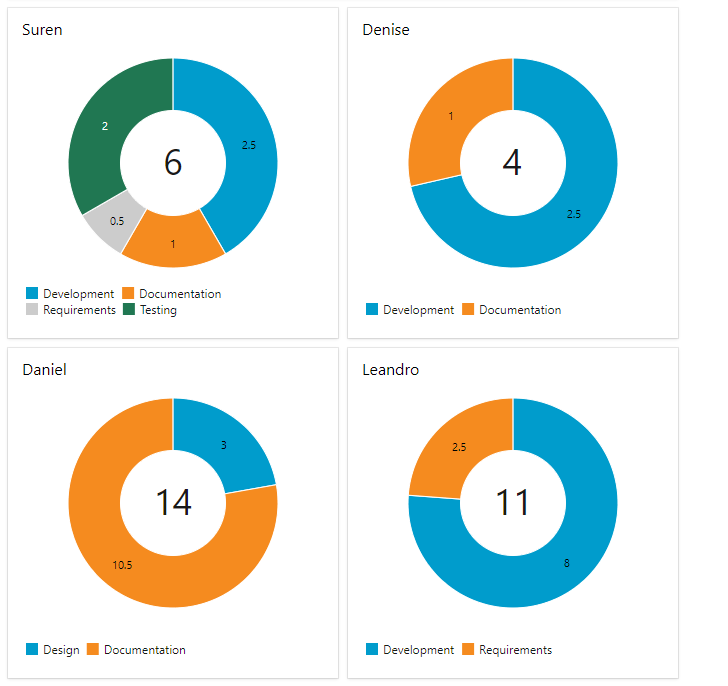 Suren
2
2.5
6
0.5
1
Development Documentation
Requirements Testing
Denise
1
4
2.5
Development Documentation
Daniel
3
14
10.5
Design Documentation
Leandro
2.5
11
8
Development Requirements